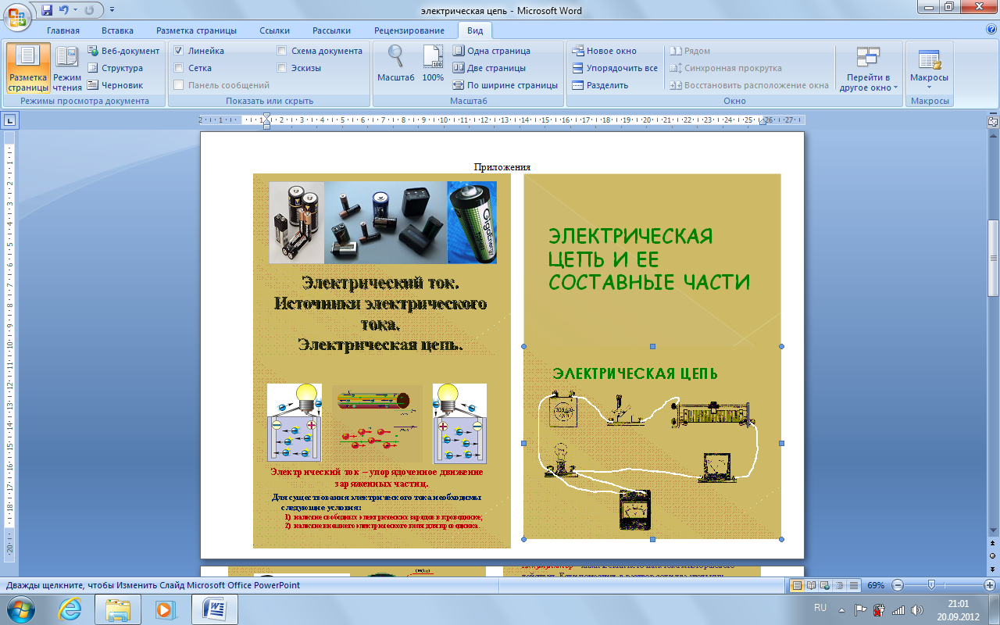 электрическая цепь - Microsoft Word
Главная Вставка Разметка страницы Ссылки Рассылки Рецензирование Вид
Разметка страницы
Режим чтения
Веб-документ
Структура
Черновик
Режимы просмотра документа
Линейка
Сетка
Панель сообщений
Схема документа
Эскизы
Показать или скрыть
Масштаб
100%
Одна страница
Две страницы
По ширине страницы
Масштаб
Новое окно
Упорядочить все
Разделить
Рядом
Синхронная прокрутка
Восстановить расположение окна
Перейти в другое окно
Окно
Макросы
Макросы
Приложения
Электрический ток.
Источники электрического
тока.
Электрическая цепь.
Электрический ток – упорядоченное движение
заряженных частиц.
Для существования электрического тока необходимы
следующие условия:
1) наличие свободных электрических зарядов в проводнике;
2) наличие внешнего электрического поля для проводника.
ЭЛЕКТРИЧЕСКАЯ
ЦЕПЬ И ЕЕ
СОСТАВНЫЕ ЧАСТИ
ЭЛЕКТРИЧЕСКАЯ ЦЕПЬ
Дважды щелкните, чтобы Изменить Слайд Microsoft Office PowerPoint
69%
RU
21:01
20.09.2012